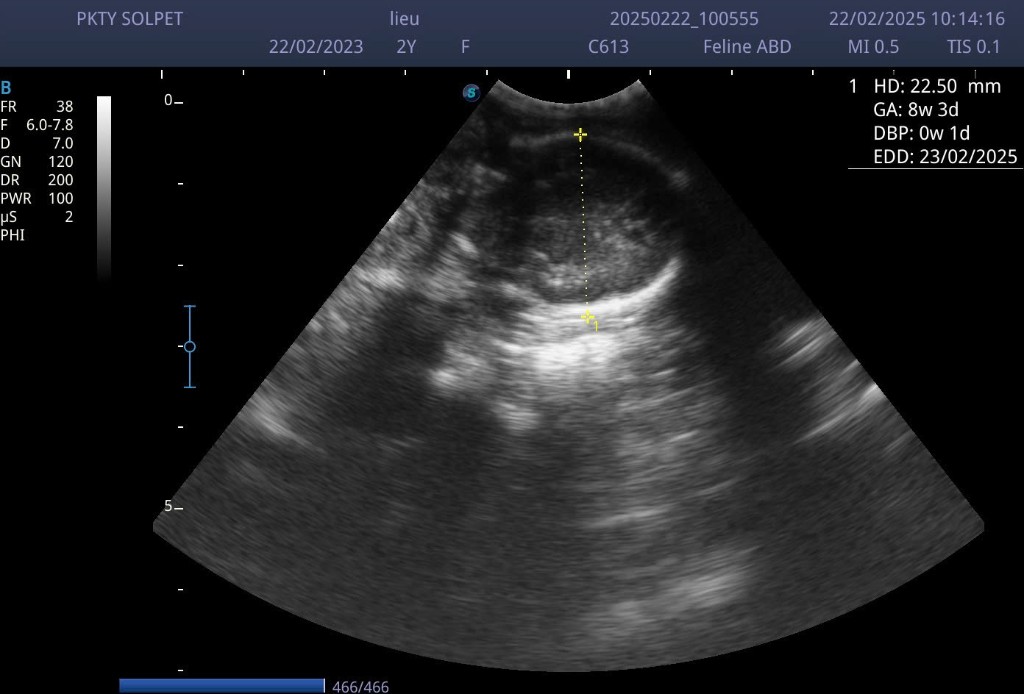 PKTY SOLPET lieu 20250222_100555 22/02/2025 10:14:16
22/02/2023 2Y F C613 Feline ABD MI 0.5 TIS 0.1
B
FR 38
F 6.0-7.8
D 7.0
GN 120
DR 200
PWR 100
µS 2
PHI
S
1 HD: 22.50 mm
GA: 8w 3d
DBP: 0w 1d
EDD: 23/02/2025
0
1
5
466/466